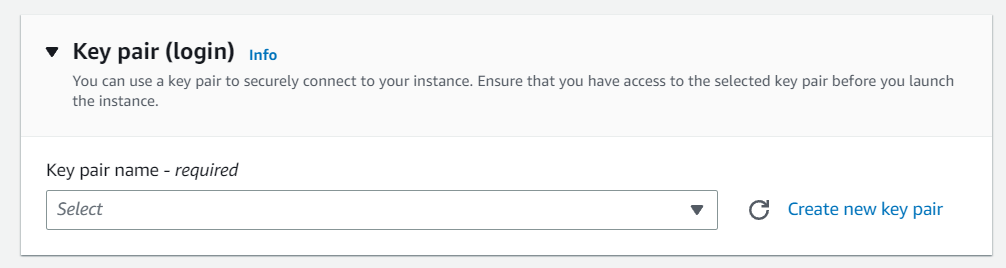 Key pair (login) Info
You can use a key pair to securely connect to your instance. Ensure that you have access to the selected key pair before you launch
the instance.
Key pair name - required
Select
Create new key pair